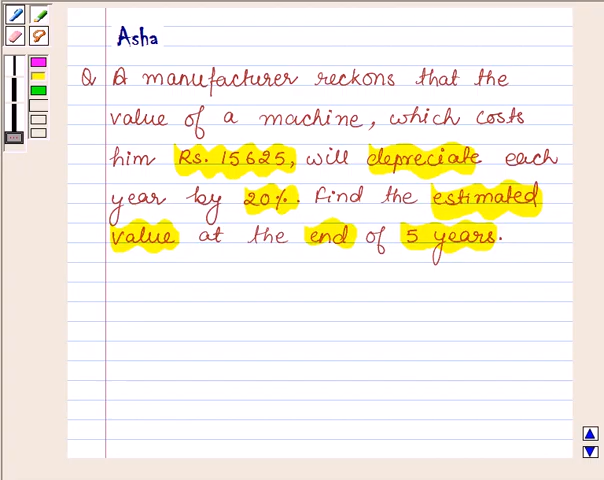 Asha
Q A manufacturer reckons that the
value of a machine, which costs
him Rs. 15625, will depreciate each
year by 20%. Find the estimated
value at the end of 5 years.